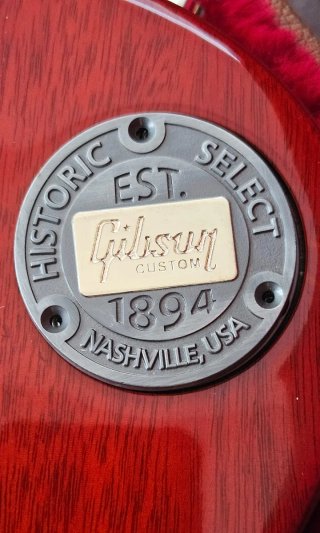 HISTORIC SELECT
EST.
Gibson
CUSTOM
1894
NASHVILLE, USA